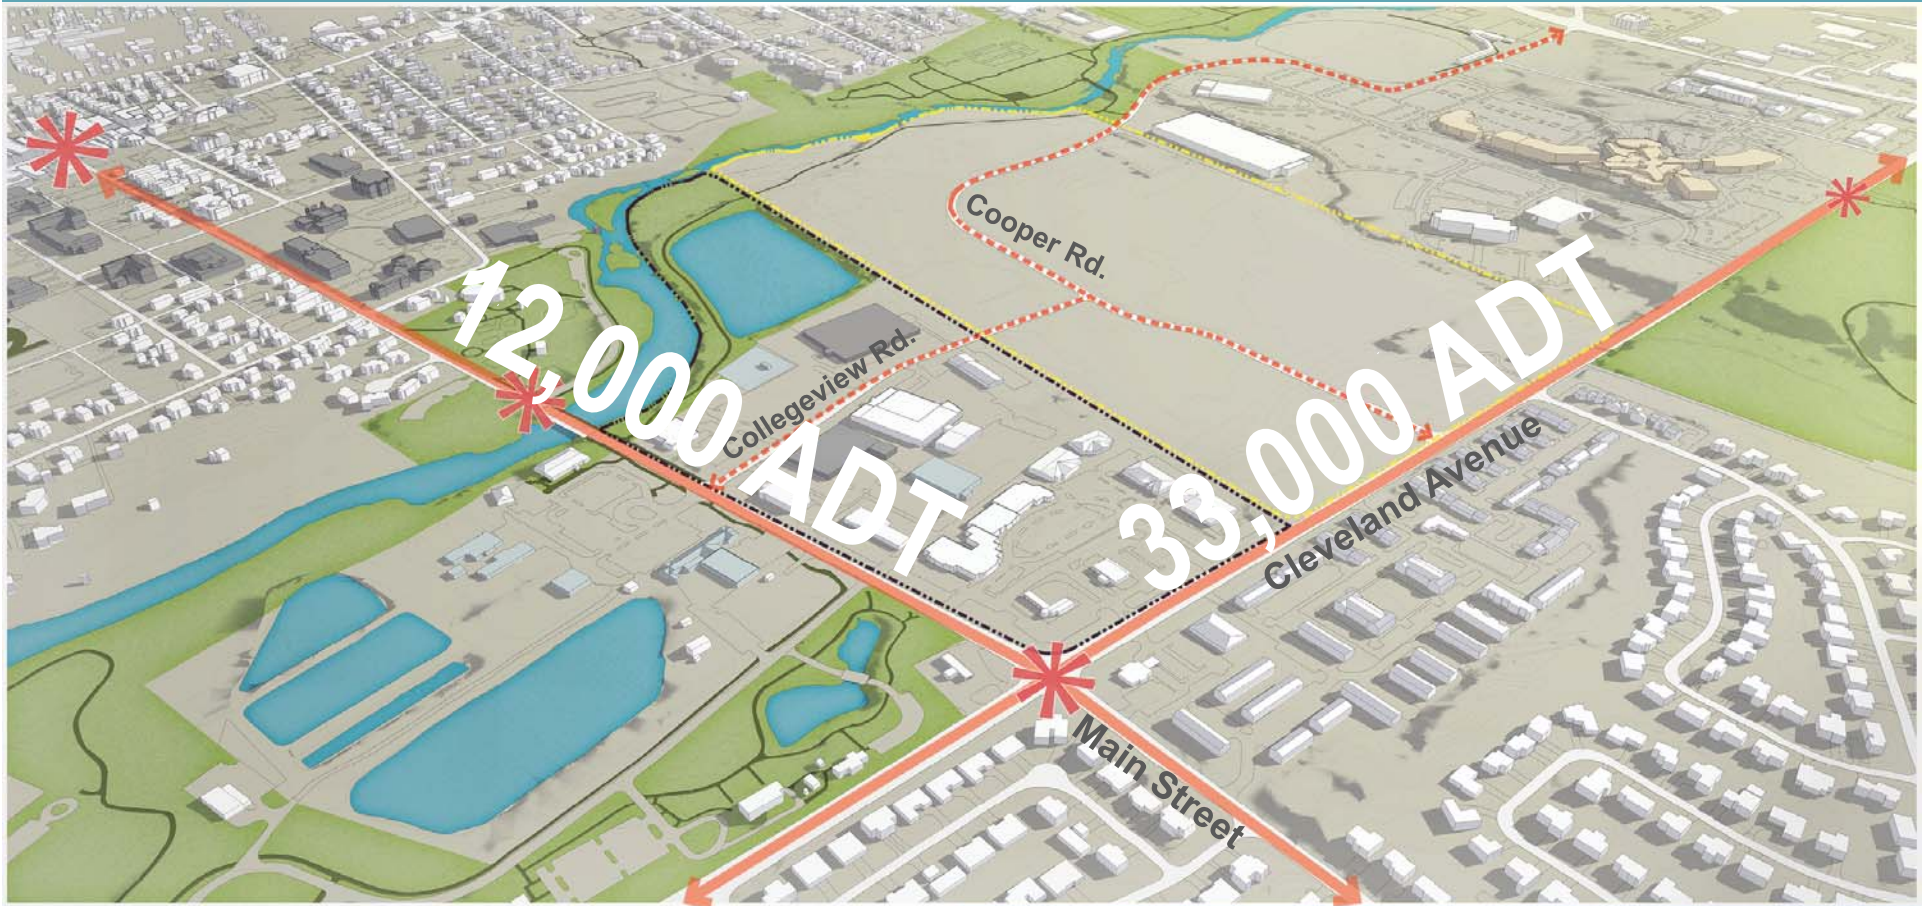 Cooper Rd.
12,000 ADT
Collegeview Rd.
33,000 ADT
Cleveland Avenue
Main Street